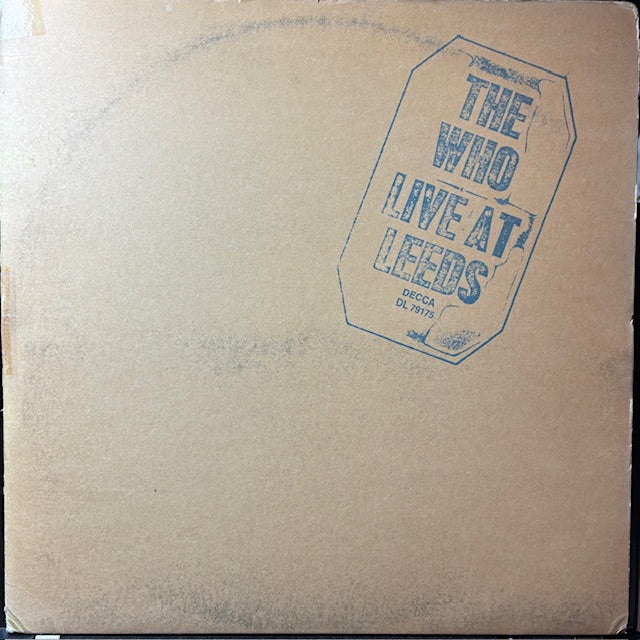 THE
WHO
LIVE AT
LEEDS
DECCA
DL 79175